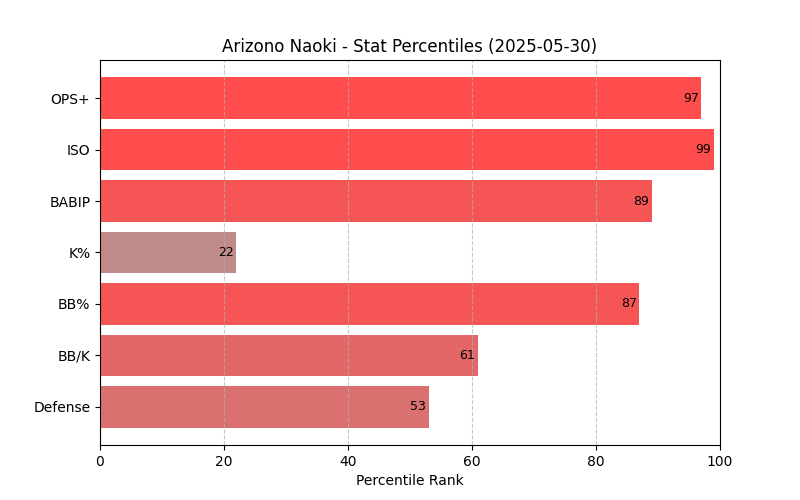 Arizono Naoki - Stat Percentiles (2025-05-30)
OPS+ 97
ISO 99
BABIP 89
K% 22
BB% 87
BB/K 61
Defense 53
0 20 40 60 80 100
Percentile Rank